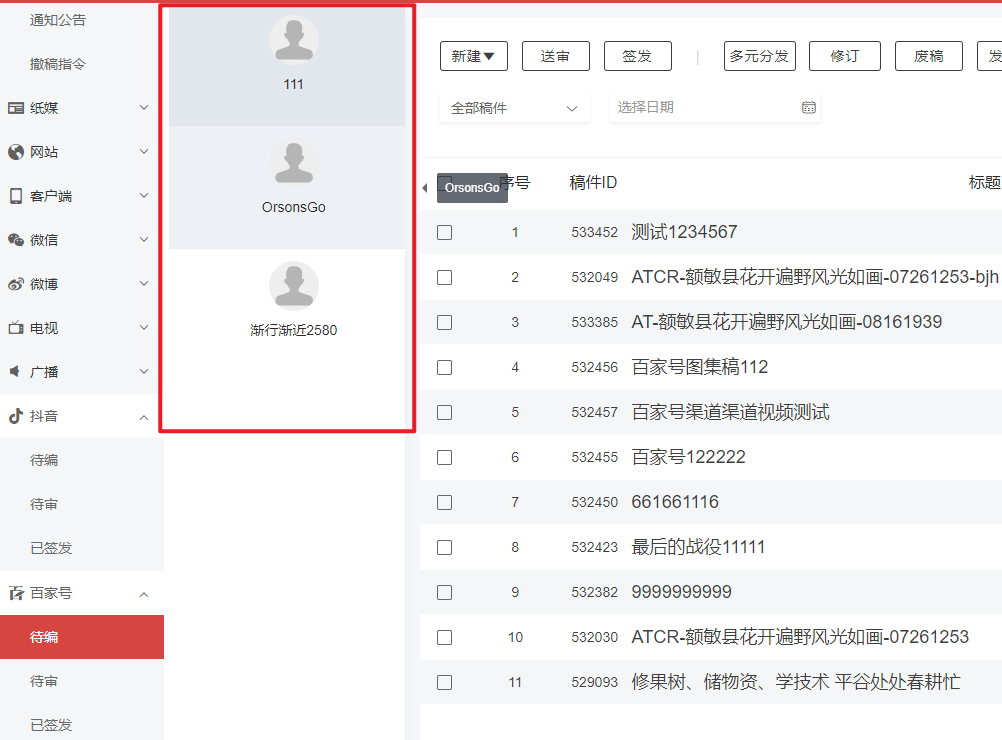 通知公告
撤稿指令
纸媒
网站
客户端
微信
微博
电视
广播
抖音
待编
待审
已签发
百家号
待编
待审
已签发
111
OrsonsGo
渐行渐近2580
新建▼ 送审 签发 | 多元分发 修订 废稿 发
全部稿件 选择日期
OrsonsGo 序号 稿件ID 标题
1 533452 测试1234567
2 532049 ATCR-额敏县花开遍野风光如画-07261253-bjh
3 533385 AT-额敏县花开遍野风光如画-08161939
4 532456 百家号图集稿112
5 532457 百家号渠道渠道视频测试
6 532455 百家号122222
7 532450 661661116
8 532423 最后的战役11111
9 532382 9999999999
10 532030 ATCR-额敏县花开遍野风光如画-07261253
11 529093 修果树、储物资、学技术 平谷处处春耕忙